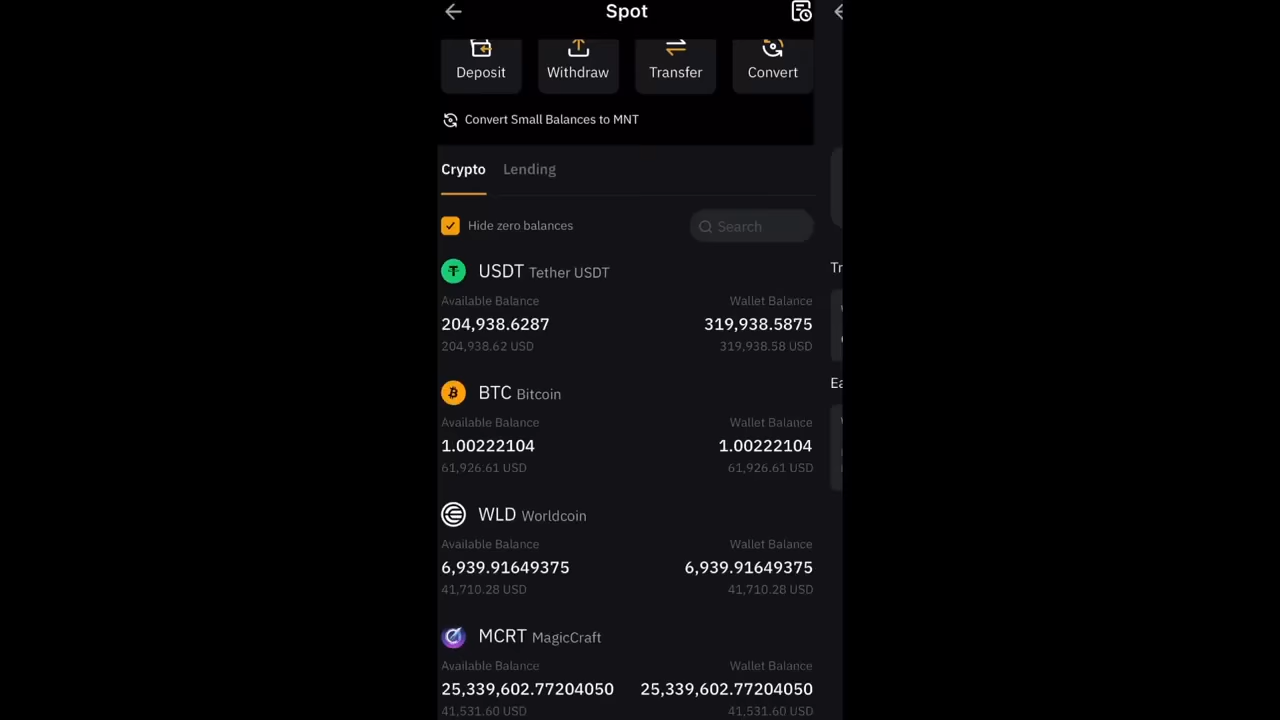 Spot
Deposit Withdraw Transfer Convert
Convert Small Balances to MNT
Crypto Lending
Hide zero balances Search
USDT Tether USDT
Available Balance Wallet Balance
204,938.6287 319,938.5875
204,938.62 USD 319,938.58 USD
BTC Bitcoin
Available Balance Wallet Balance
1.00222104 1.00222104
61,926.61 USD 61,926.61 USD
WLD Worldcoin
Available Balance Wallet Balance
6,939.91649375 6,939.91649375
41,710.28 USD 41,710.28 USD
MCRT MagicCraft
Available Balance Wallet Balance
25,339,602.77204050 25,339,602.77204050
41,531.60 USD 41,531.60 USD
Tr
Ea